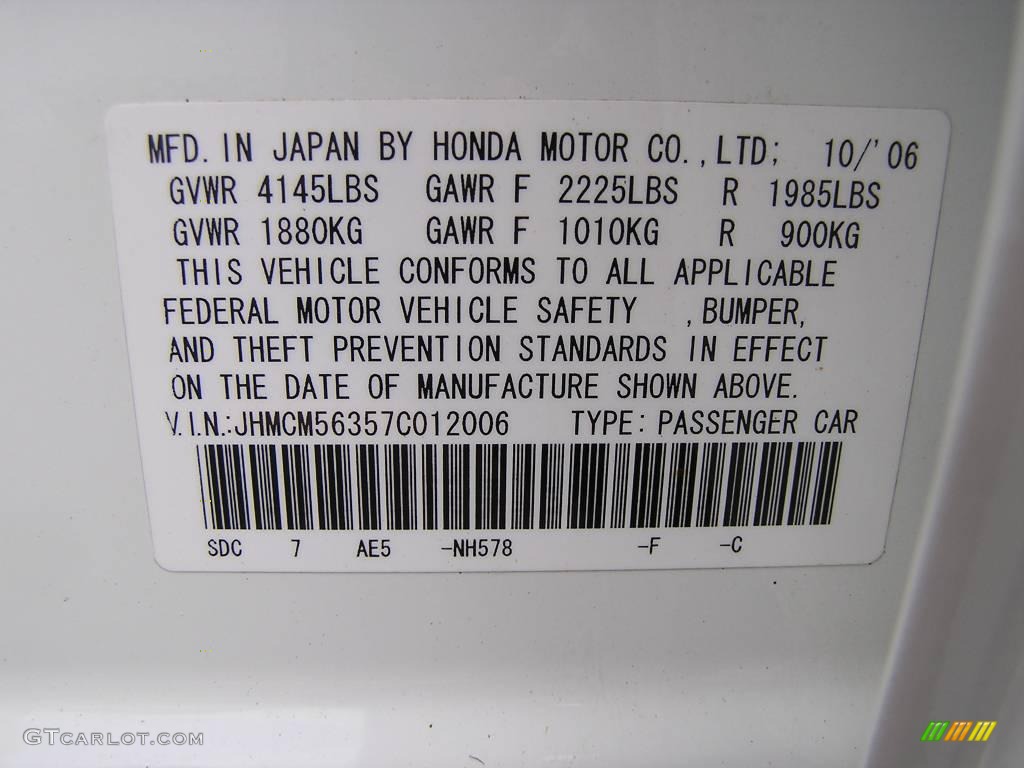 MFD. IN JAPAN BY HONDA MOTOR CO., LTD; 10/'06
GVWR 4145LBS GAWR F 2225LBS R 1985LBS
GVWR 1880KG GAWR F 1010KG R 900KG
THIS VEHICLE CONFORMS TO ALL APPLICABLE
FEDERAL MOTOR VEHICLE SAFETY , BUMPER,
AND THEFT PREVENTION STANDARDS IN EFFECT
ON THE DATE OF MANUFACTURE SHOWN ABOVE.
V.I.N.:JHMCM56357C012006 TYPE: PASSENGER CAR
SDC 7 AE5 -NH578 -F -C
GTCARLOT.COM